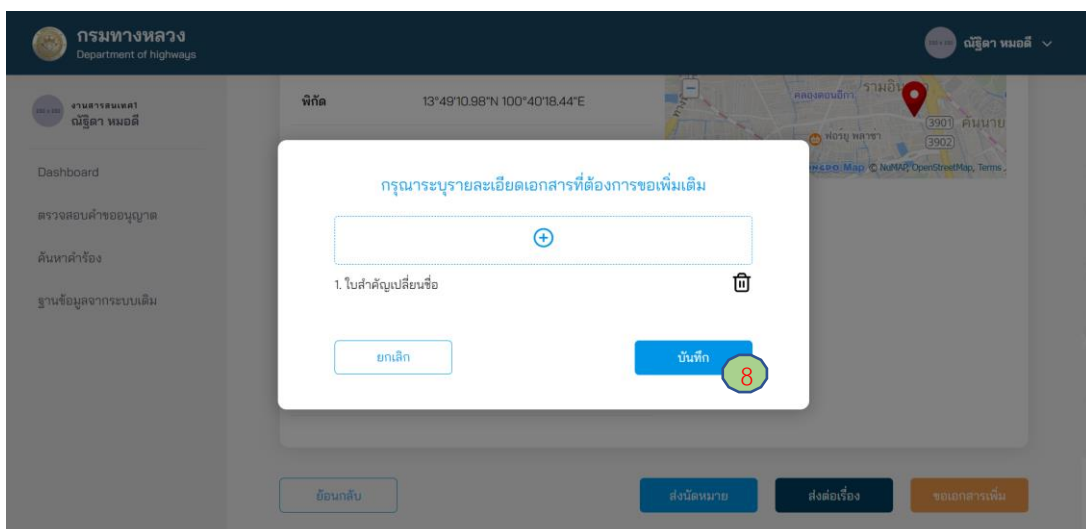 กรมทางหลวง
Department of highways
ณัฐิตา หมอดี
งานสารสนเทศ1
ณัฐิตา หมอดี
Dashboard
ตรวจสอบคำขออนุญาต
ค้นหาคำร้อง
ฐานข้อมูลจากระบบเดิม
พิกัด 13°49'10.98"N 100°40'18.44"E
คลองดอนอีกา
รามอิน
3901 คันนาย
3902
Map © NuMAP, OpenStreetMap, Terms
กรุณาระบุรายละเอียดเอกสารที่ต้องการขอเพิ่มเติม
1. ใบสำคัญเปลี่ยนชื่อ
ยกเลิก
บันทึก
8
ย้อนกลับ
ส่งนัดหมาย
ส่งต่อเรื่อง
ขอเอกสารเพิ่ม